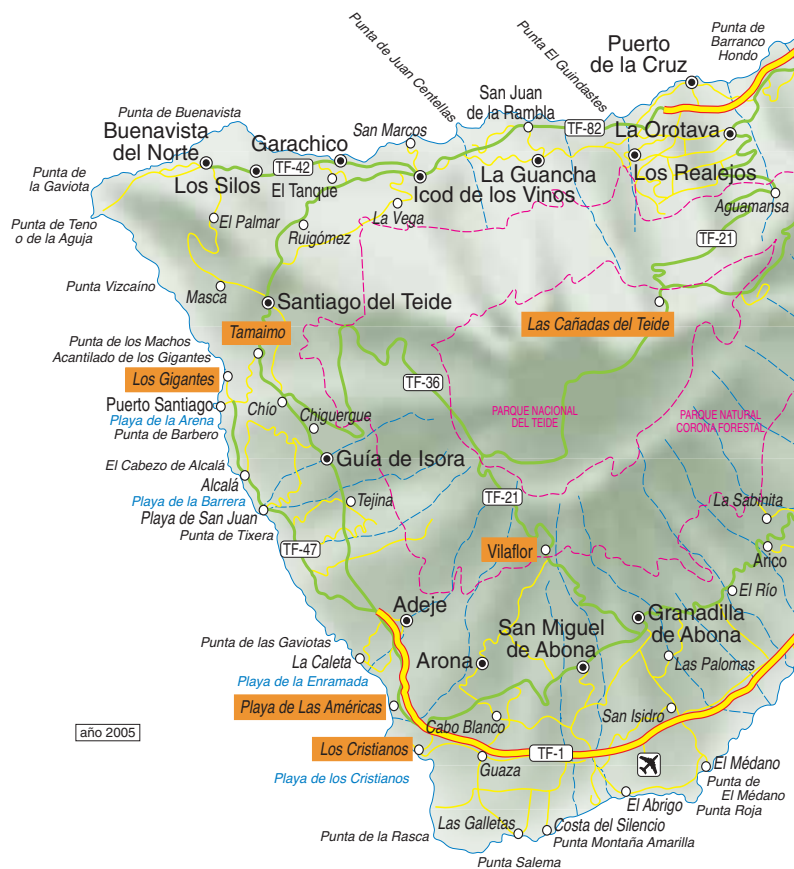 Punta de
Barranco
Hondo
Puerto
de la Cruz
Punta de Juan Centellas
Punta El Guindastes
San Juan
de la Rambla
Punta de Buenavista
San Marcos
TF-82
La Orotava
Buenavista
del Norte
Garachico
TF-42
Los Silos
El Tanque
Icod de los Vinos
La Guancha
Los Realejos
Punta de
la Gaviota
Aguamansa
Punta de Teno
o de la Aguja
El Palmar
Ruigómez
La Vega
TF-21
Punta Vizcaíno
Masca
Santiago del Teide
Las Cañadas del Teide
Tamaimo
Punta de los Machos
Acantilado de los Gigantes
Los Gigantes
TF-36
Puerto Santiago
Chío
Chiguergue
PARQUE NACIONAL
DEL TEIDE
PARQUE NATURAL
CORONA FORESTAL
Playa de la Arena
Punta de Barbero
Guía de Isora
El Cabezo de Alcalá
Alcalá
Playa de la Barrera
Tejina
TF-21
La Sabinita
Playa de San Juan
Punta de Tixera
TF-47
Vilaflor
Arico
El Río
Adeje
Granadilla
de Abona
San Miguel
de Abona
Punta de las Gaviotas
La Caleta
Arona
Las Palomas
Playa de la Enramada
Playa de Las Américas
Gabo Blanco
San Isidro
año 2005
Los Cristianos
TF-1
Guaza
El Médano
Playa de los Cristianos
Punta de
El Médano
Punta Roja
El Abrigo
Las Galletas
Costa del Silencio
Punta de la Rasca
Punta Montaña Amarilla
Punta Salema